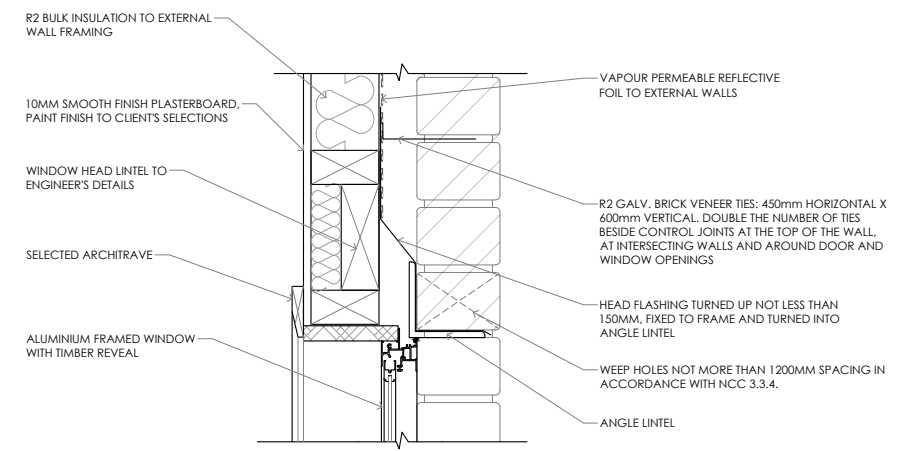 R2 BULK INSULATION TO EXTERNAL
WALL FRAMING
10MM SMOOTH FINISH PLASTERBOARD,
PAINT FINISH TO CLIENT'S SELECTIONS
WINDOW HEAD LINTEL TO
ENGINEER'S DETAILS
SELECTED ARCHITRAVE
ALUMINIUM FRAMED WINDOW
WITH TIMBER REVEAL
VAPOUR PERMEABLE REFLECTIVE
FOIL TO EXTERNAL WALLS
R2 GALV. BRICK VENEER TIES: 450mm HORIZONTAL X
600mm VERTICAL. DOUBLE THE NUMBER OF TIES
BESIDE CONTROL JOINTS AT THE TOP OF THE WALL,
AT INTERSECTING WALLS AND AROUND DOOR AND
WINDOW OPENINGS
HEAD FLASHING TURNED UP NOT LESS THAN
150MM, FIXED TO FRAME AND TURNED INTO
ANGLE LINTEL
WEEP HOLES NOT MORE THAN 1200MM SPACING IN
ACCORDANCE WITH NCC 3.3.4.
ANGLE LINTEL